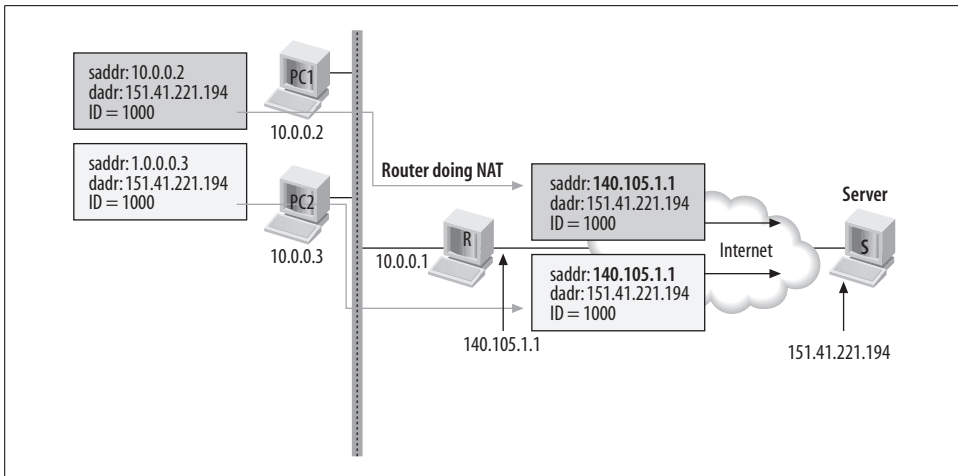 saddr: 10.0.0.2
dadr: 151.41.221.194
ID = 1000
PC1
10.0.0.2
saddr: 1.0.0.0.3
dadr: 151.41.221.194
ID = 1000
PC2
10.0.0.3
Router doing NAT
10.0.0.1
R
140.105.1.1
saddr: 140.105.1.1
dadr: 151.41.221.194
ID = 1000
saddr: 140.105.1.1
dadr: 151.41.221.194
ID = 1000
Internet
Server
S
151.41.221.194